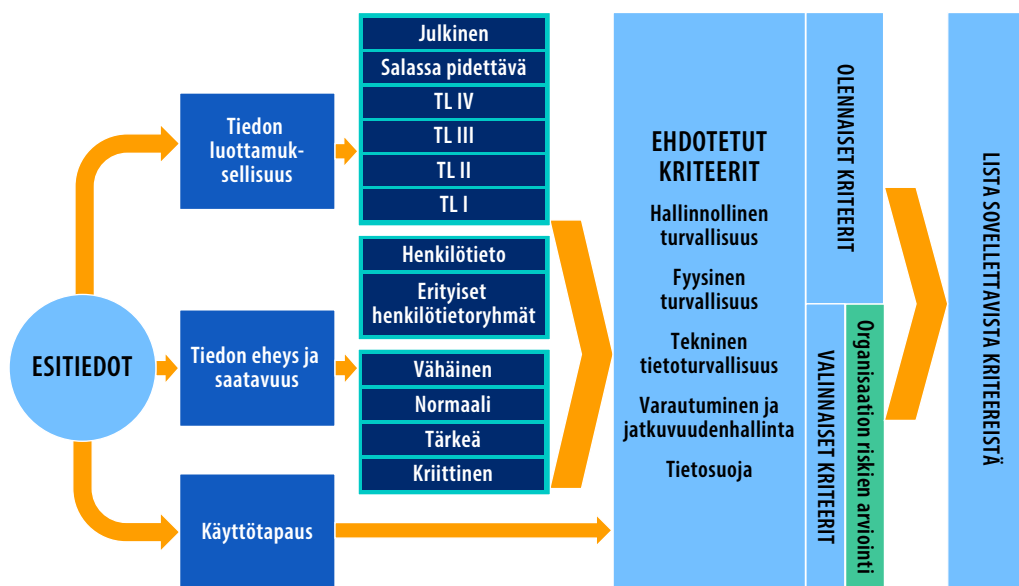 ESITIEDOT
Tiedon
luottamuk-
sellisuus
Tiedon eheys ja
saatavuus
Käyttötapaus
Julkinen
Salassa pidettävä
TL IV
TL III
TL II
TL I
Henkilötieto
Erityiset
henkilötietoryhmät
Vähäinen
Normaali
Tärkeä
Kriittinen
EHDOTETUT
KRITEERIT
Hallinnollinen
turvallisuus
Fyysinen
turvallisuus
Tekninen
tietoturvallisuus
Varautuminen ja
jatkuvuudenhallinta
Tietosuoja
OLENNAISET KRITEERIT
VALINNAISET KRITEERIT
Organisaation riskien arviointi
LISTA SOVELLETTAVISTA KRITEEREISTÄ